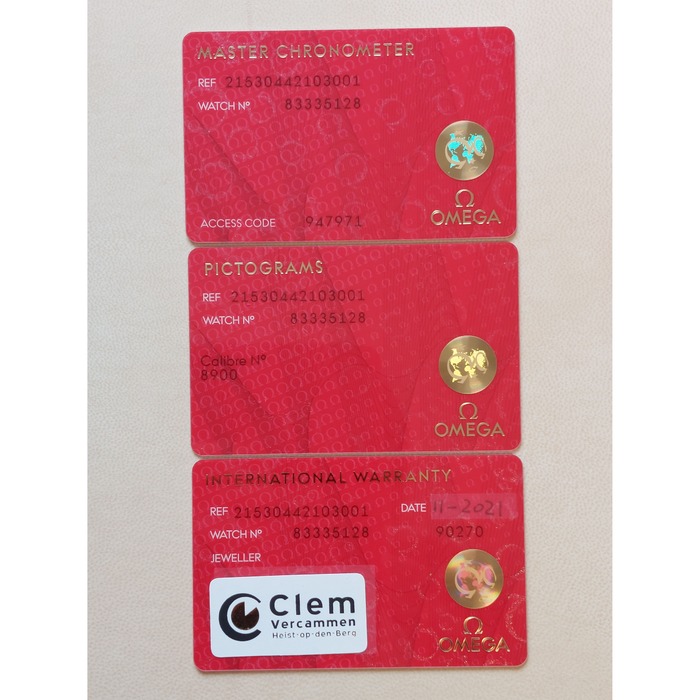 MASTER CHRONOMETER
REF 21530442103001
WATCH Nº 83335128
ACCESS CODE 947971
Ω
OMEGA
PICTOGRAMS
REF 21530442103001
WATCH Nº 83335128
Calibre Nº
8900
Ω
OMEGA
INTERNATIONAL WARRANTY
REF 21530442103001 DATE 11-2021
WATCH Nº 83335128 90270
JEWELLER
Clem
Vercammen
Heist-op-den-Berg
Ω
OMEGA